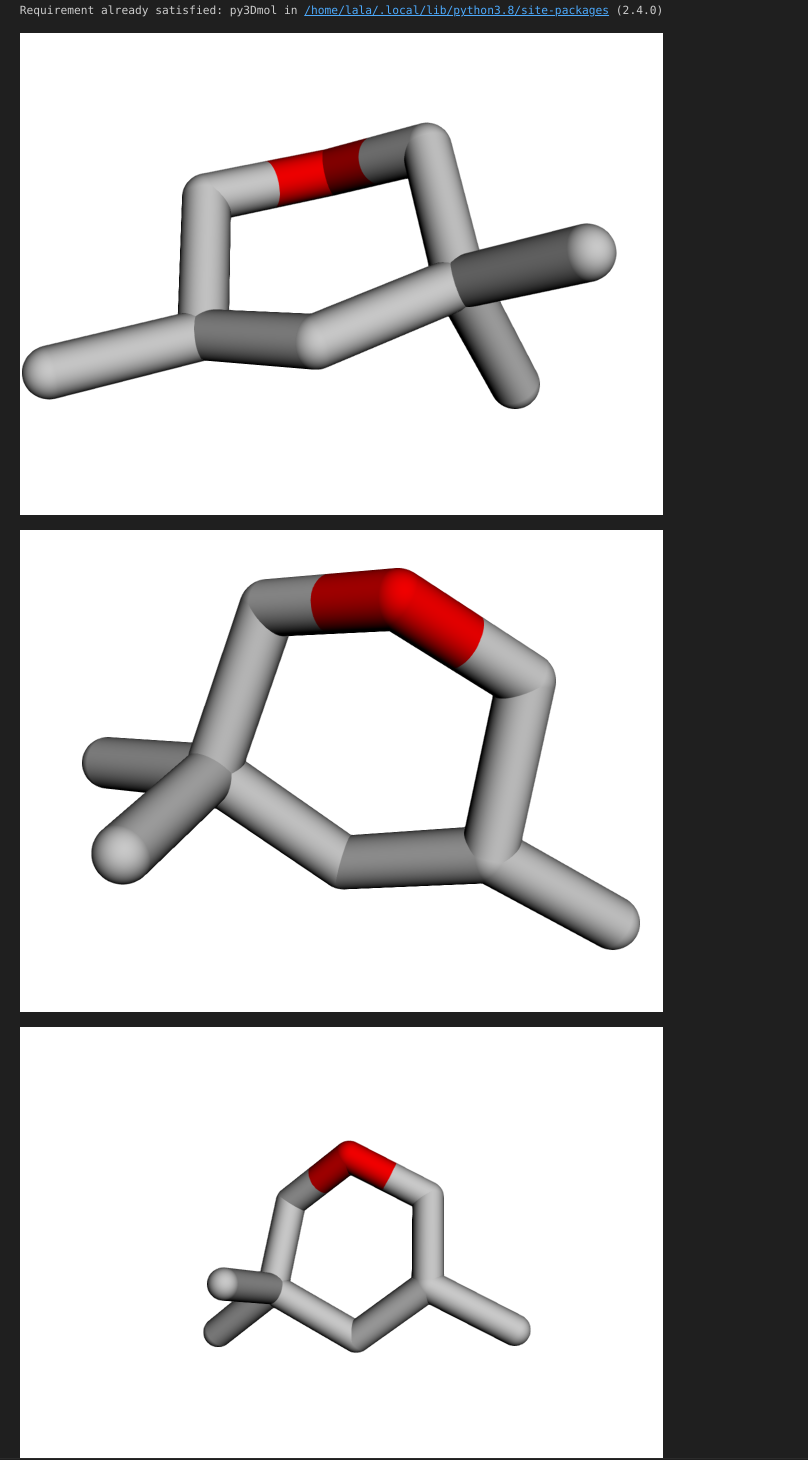 Requirement already satisfied: py3Dmol in /home/lala/.local/lib/python3.8/site-packages (2.4.0)